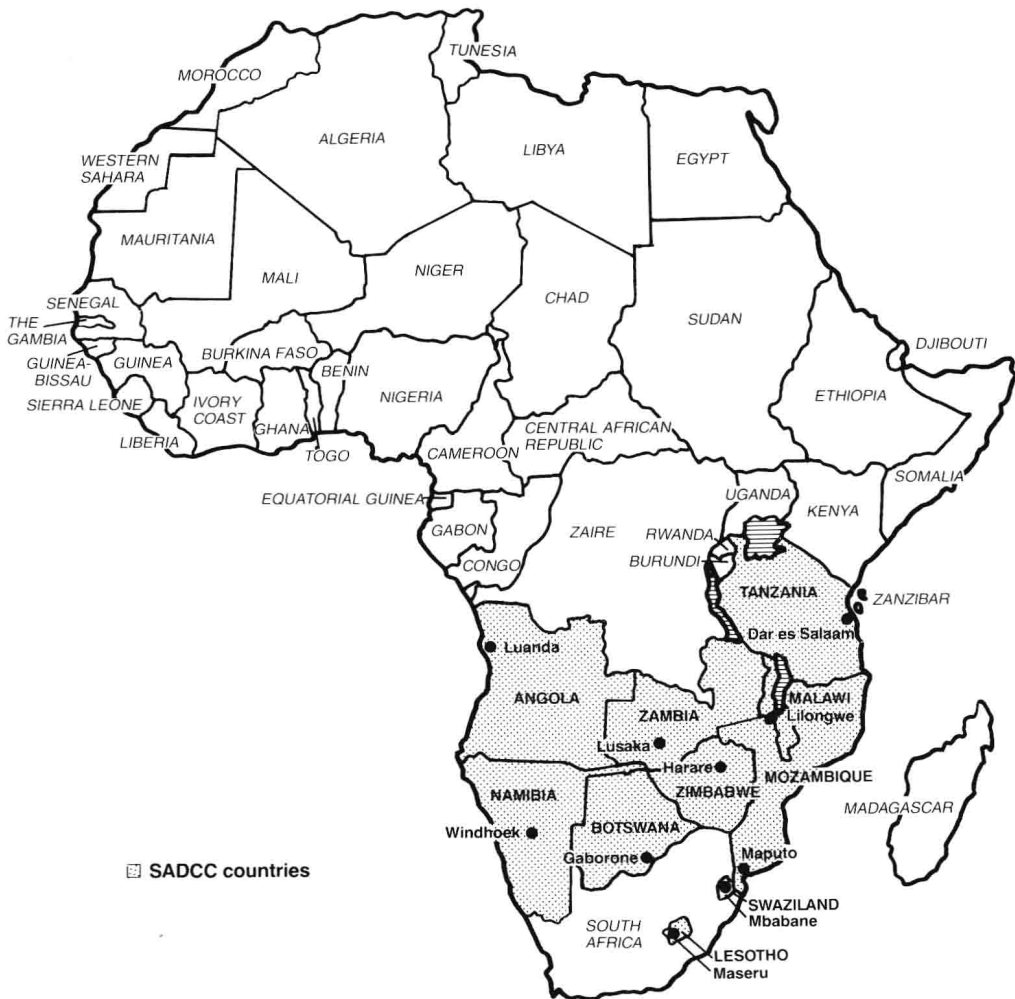 TUNESIA
MOROCCO
ALGERIA
LIBYA
EGYPT
WESTERN
SAHARA
MAURITANIA
MALI
NIGER
CHAD
SUDAN
SENEGAL
THE
GAMBIA
GUINEA-
BISSAU
GUINEA
BURKINA FASO
BENIN
NIGERIA
DJIBOUTI
ETHIOPIA
SIERRA LEONE
IVORY
COAST
GHANA
LIBERIA
TOGO
CAMEROON
CENTRAL AFRICAN
REPUBLIC
SOMALIA
EQUATORIAL GUINEA
UGANDA
KENYA
GABON
CONGO
ZAIRE
RWANDA
BURUNDI
TANZANIA
ZANZIBAR
Dar es Salaam
Luanda
ANGOLA
ZAMBIA
MALAWI
Lilongwe
Lusaka
Harare
ZIMBABWE
MOZAMBIQUE
NAMIBIA
MADAGASCAR
Windhoek
BOTSWANA
Gaborone
Maputo
SADCC countries
SWAZILAND
Mbabane
SOUTH
AFRICA
LESOTHO
Maseru